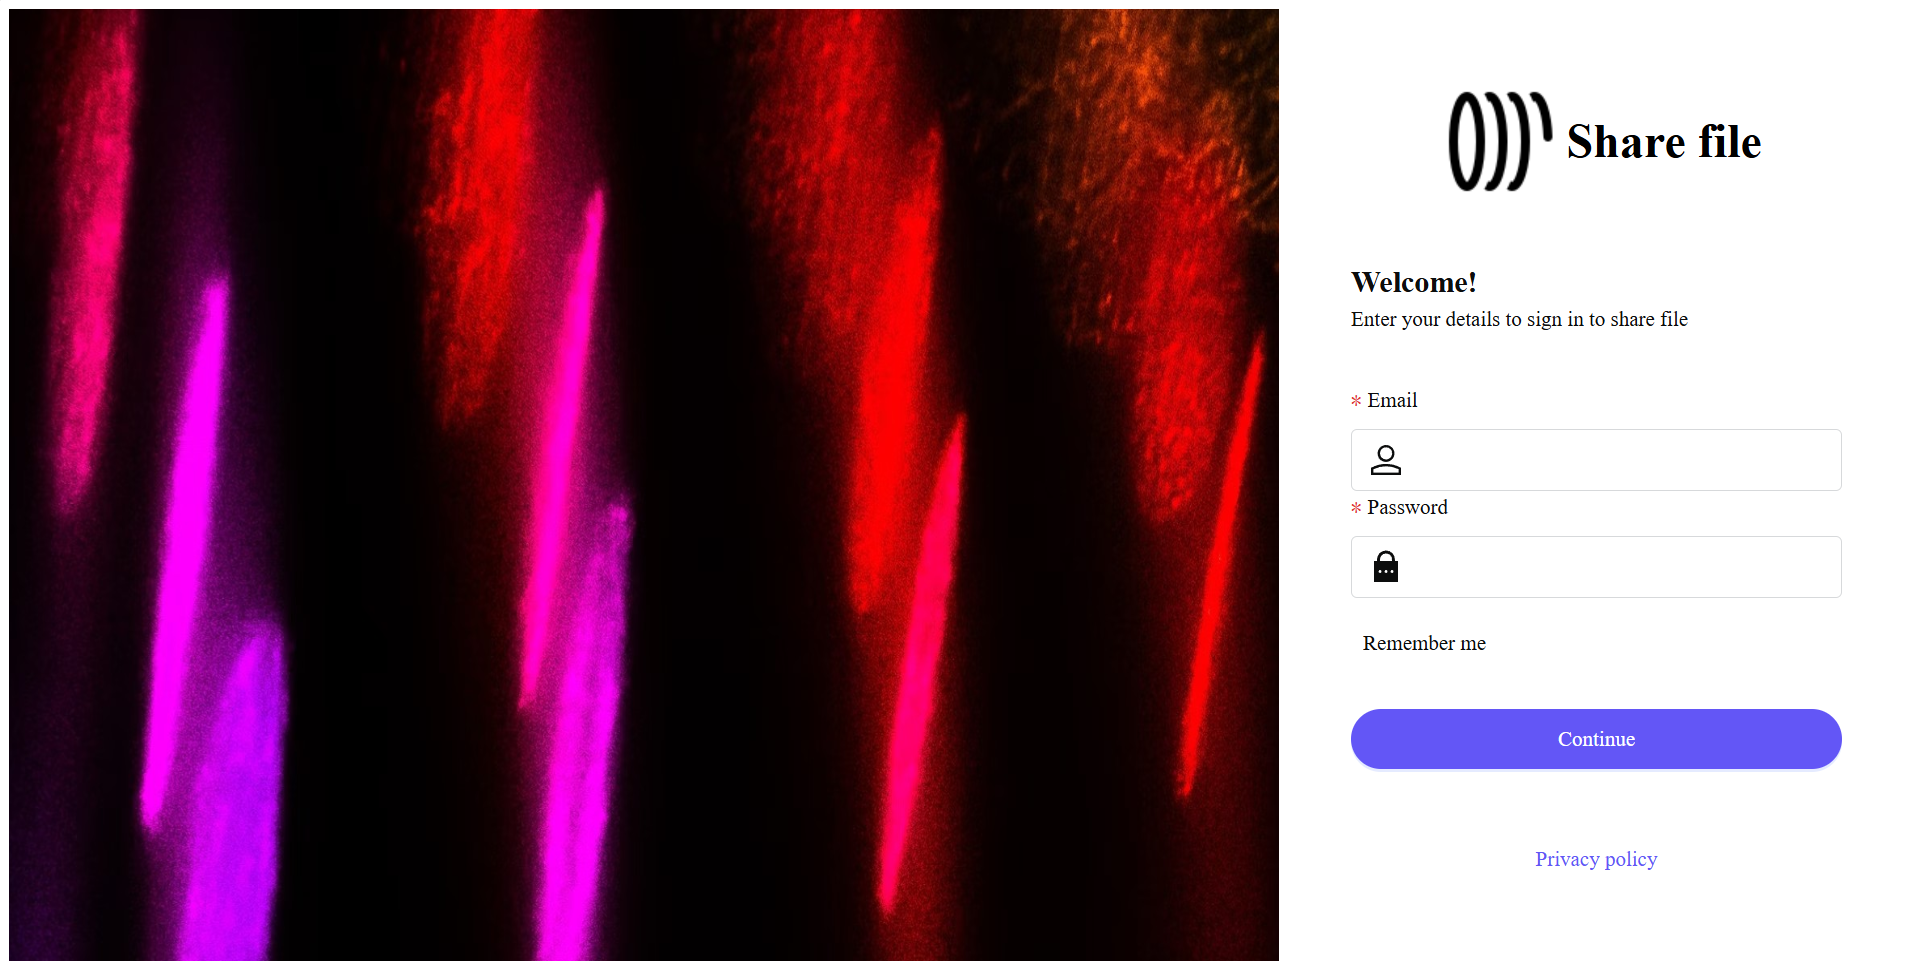 Share file
Welcome!
Enter your details to sign in to share file
* Email
* Password
Remember me
Continue
Privacy policy